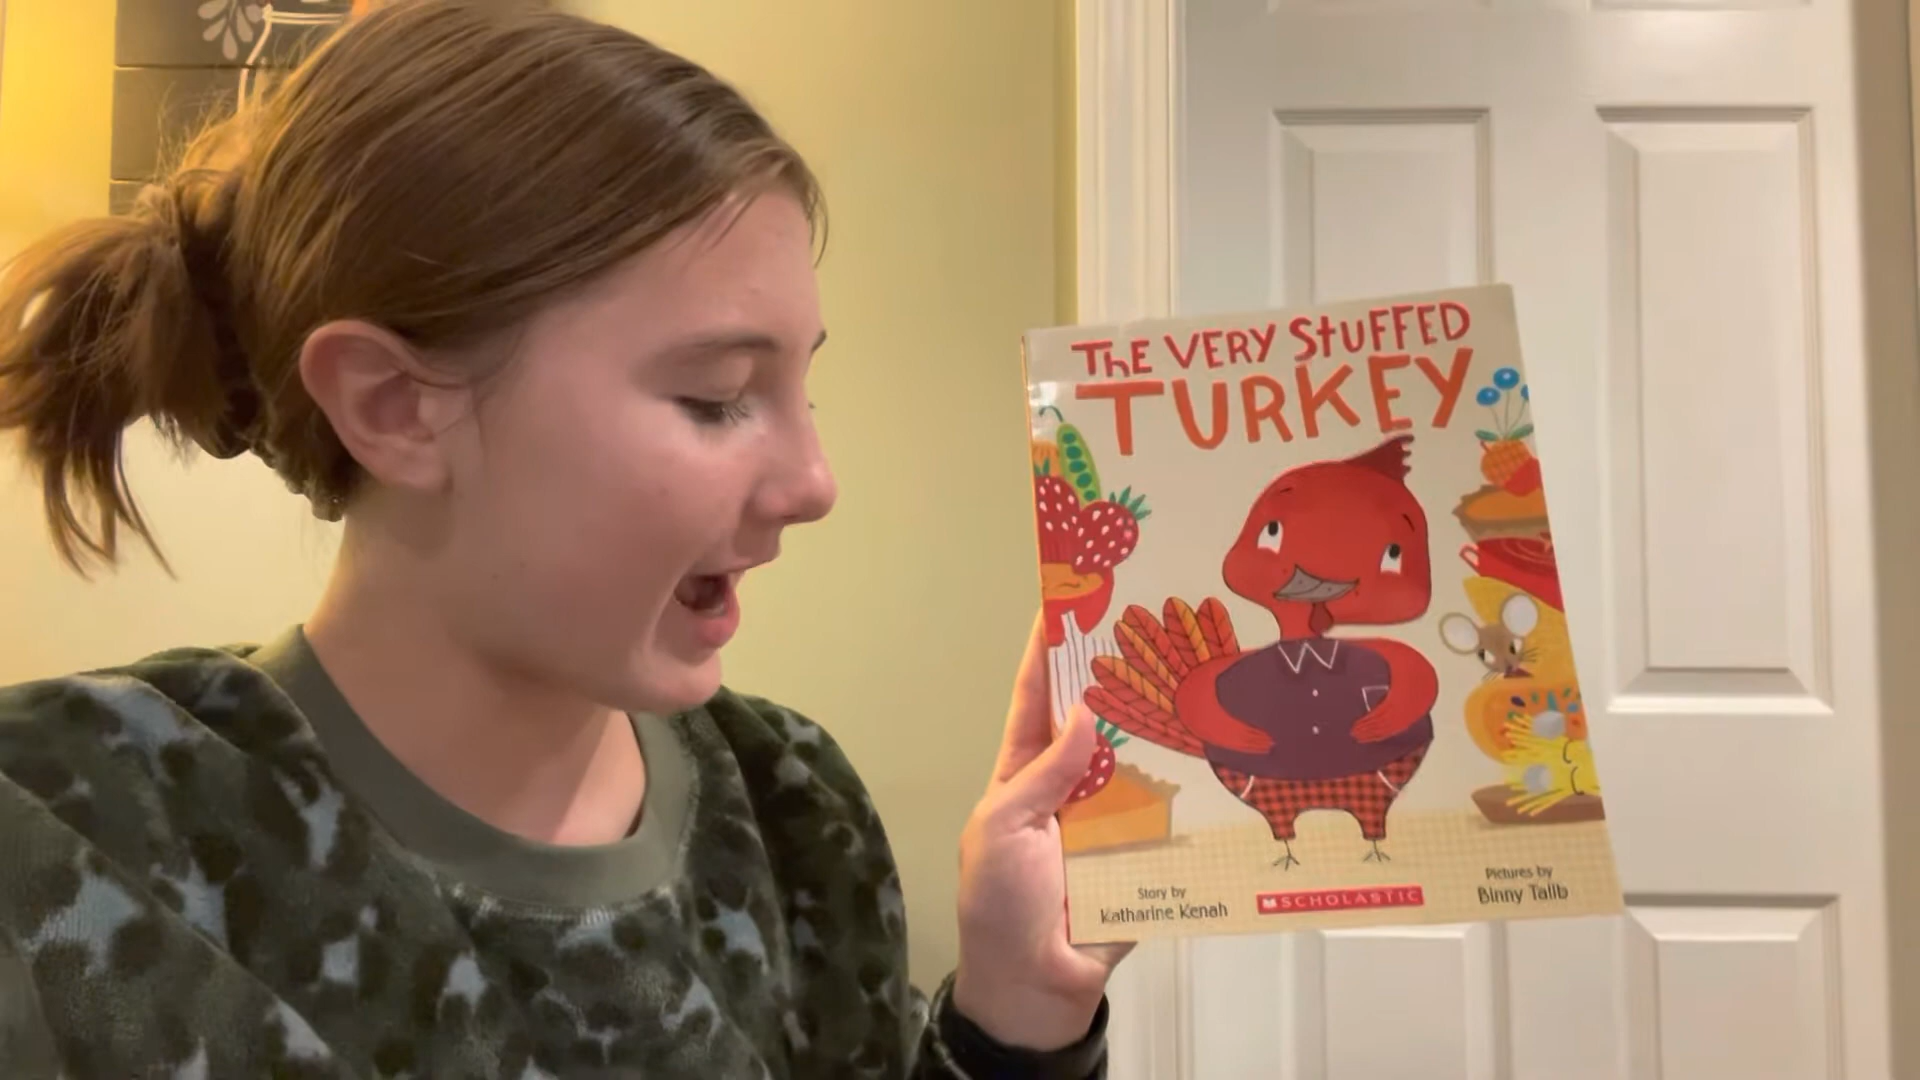 THE VERY STUFFED
TURKEY
Story by
Katharine Kenah
SCHOLASTIC
Pictures by
Binny Talib